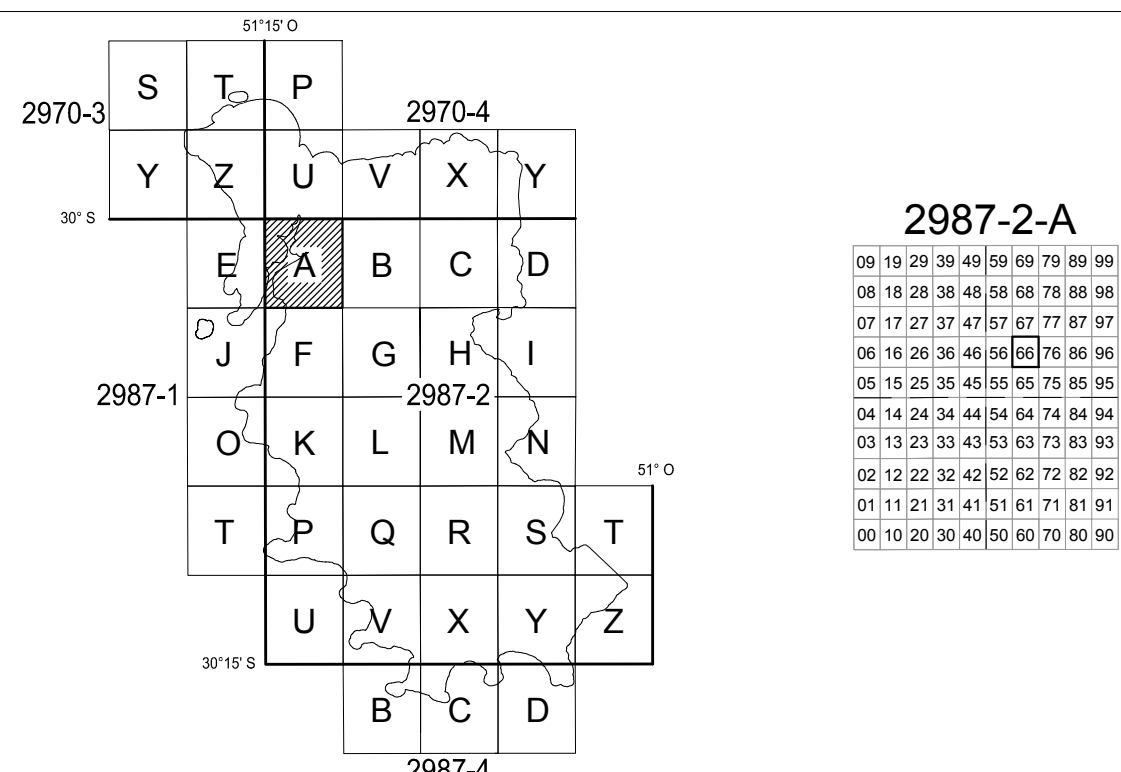 51°15' O
S T P
2970-3 2970-4
Y Z U V X Y
30° S
E A B C D
J F G H I
2987-1 2987-2
O K L M N
51° O
T P Q R S T
U V X Y Z
30°15' S
B C D
2987-4
2987-2-A
09 19 29 39 49 59 69 79 89 99
08 18 28 38 48 58 68 78 88 98
07 17 27 37 47 57 67 77 87 97
06 16 26 36 46 56 66 76 86 96
05 15 25 35 45 55 65 75 85 95
04 14 24 34 44 54 64 74 84 94
03 13 23 33 43 53 63 73 83 93
02 12 22 32 42 52 62 72 82 92
01 11 21 31 41 51 61 71 81 91
00 10 20 30 40 50 60 70 80 90